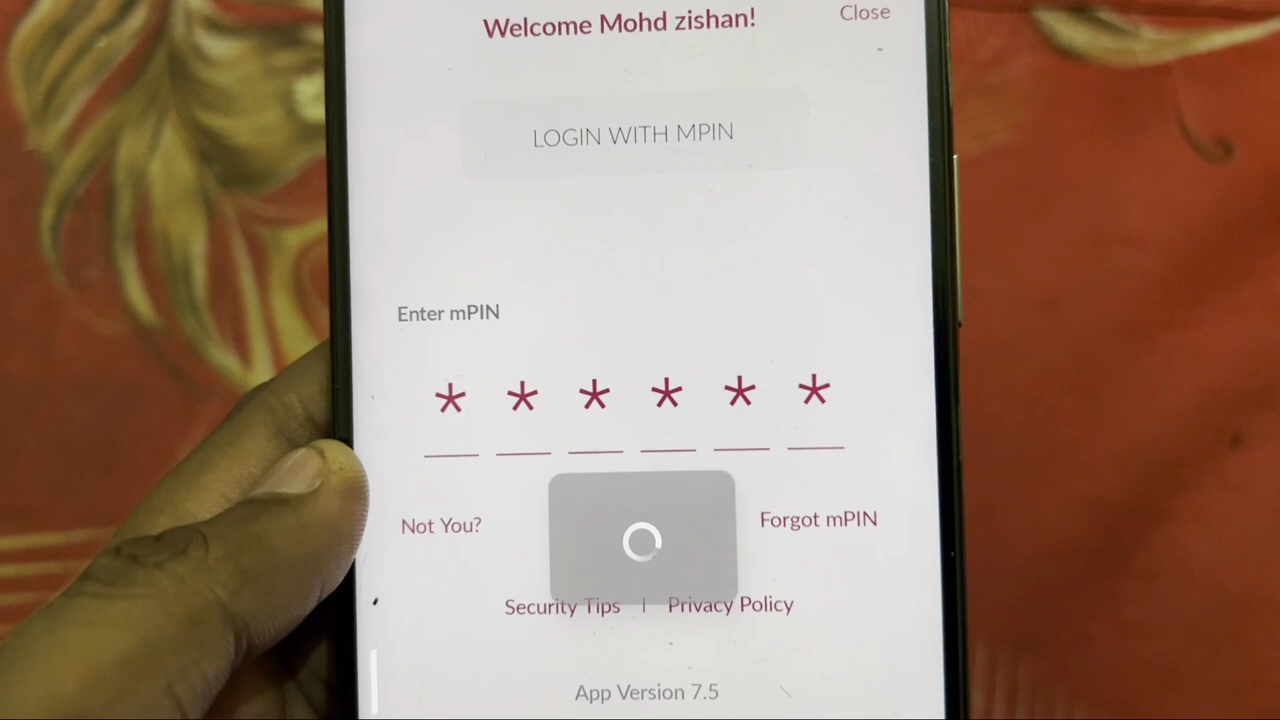 Welcome Mohd zishan!
Close
LOGIN WITH MPIN
Enter mPIN
* * * * * *
Not You?
Forgot mPIN
Security Tips | Privacy Policy
App Version 7.5